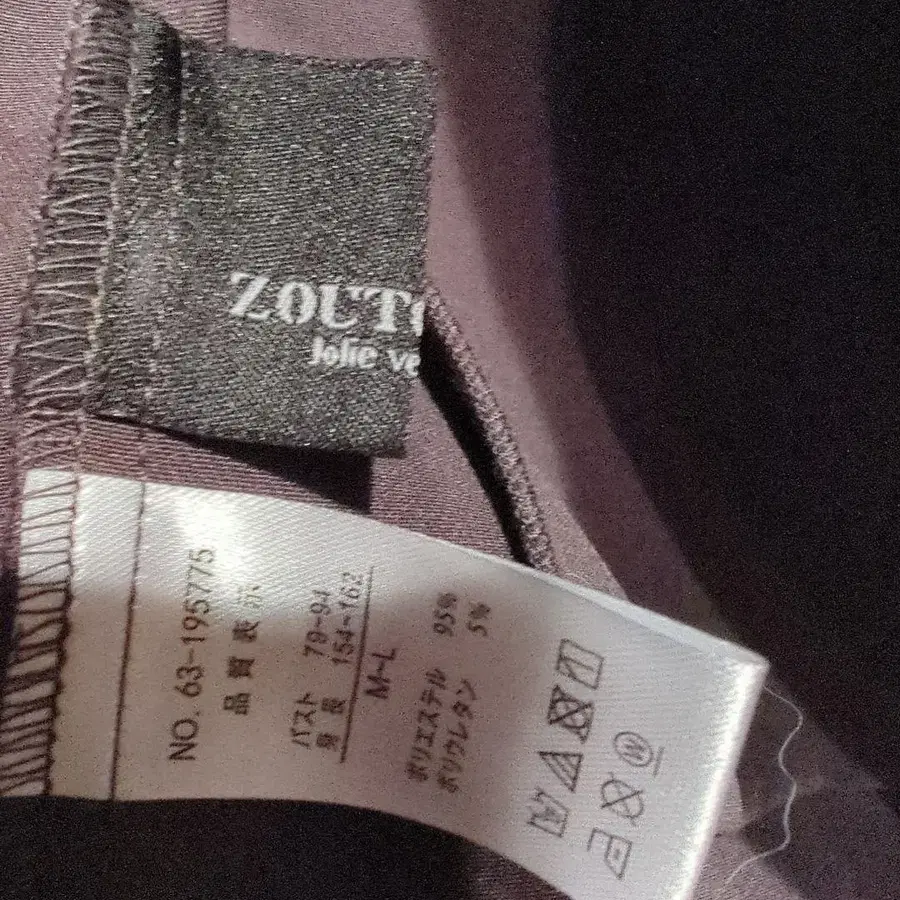 ZOUT
Jolie ve
NO. 63-195775
品質表示
バスト 79-94
身長 154-162
M-L
ポリエステル 95%
ポリウレタン 5%